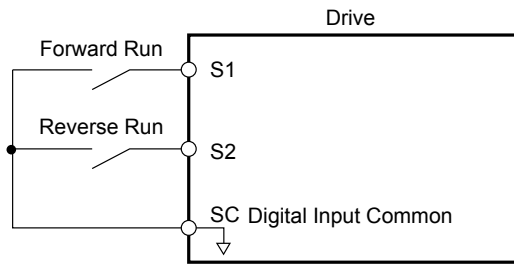 Drive
Forward Run
S1
Reverse Run
S2
SC Digital Input Common